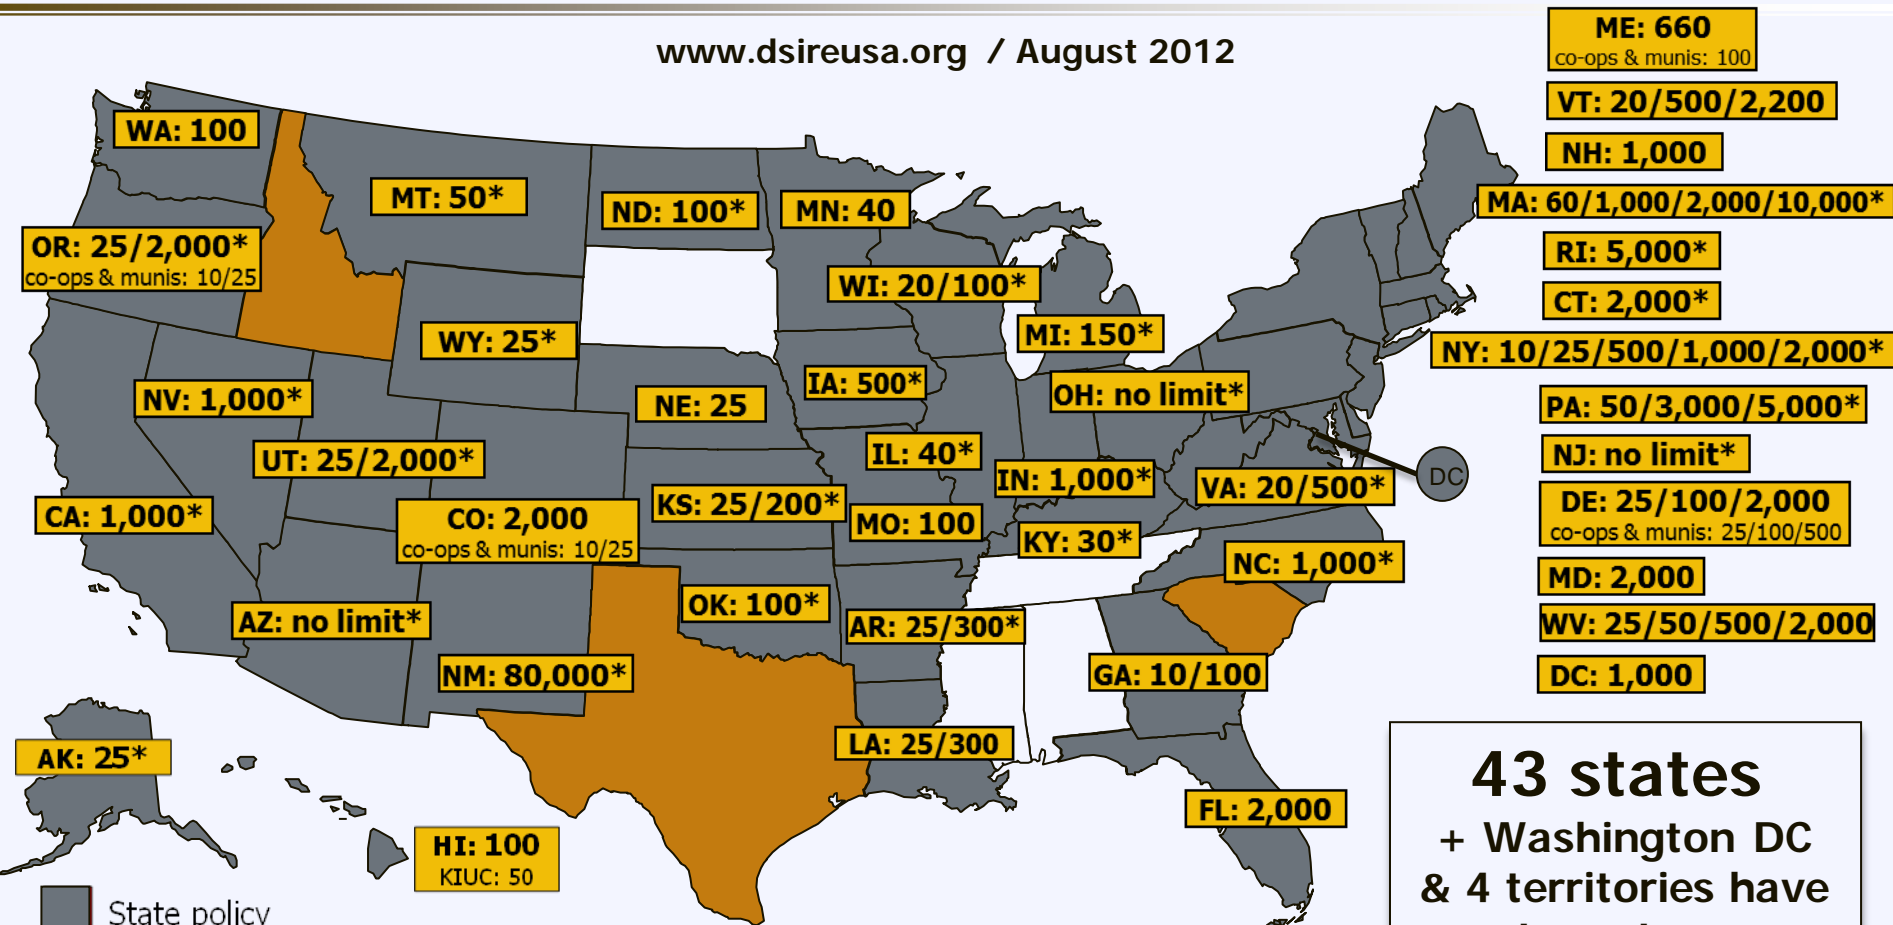 www.dsireusa.org / August 2012
ME: 660
co-ops & munis: 100
VT: 20/500/2,200
NH: 1,000
MA: 60/1,000/2,000/10,000*
RI: 5,000*
CT: 2,000*
NY: 10/25/500/1,000/2,000*
PA: 50/3,000/5,000*
NJ: no limit*
DE: 25/100/2,000
co-ops & munis: 25/100/500
MD: 2,000
WV: 25/50/500/2,000
DC: 1,000
WA: 100
MT: 50*
ND: 100*
MN: 40
OR: 25/2,000*
co-ops & munis: 10/25
WI: 20/100*
MI: 150*
WY: 25*
IA: 500*
OH: no limit*
NV: 1,000*
NE: 25
UT: 25/2,000*
IL: 40*
IN: 1,000*
VA: 20/500*
DC
CA: 1,000*
CO: 2,000
co-ops & munis: 10/25
KS: 25/200*
MO: 100
KY: 30*
NC: 1,000*
AZ: no limit*
OK: 100*
AR: 25/300*
NM: 80,000*
GA: 10/100
LA: 25/300
FL: 2,000
AK: 25*
HI: 100
KIUC: 50
State policy
43 states
+ Washington DC
& 4 territories have